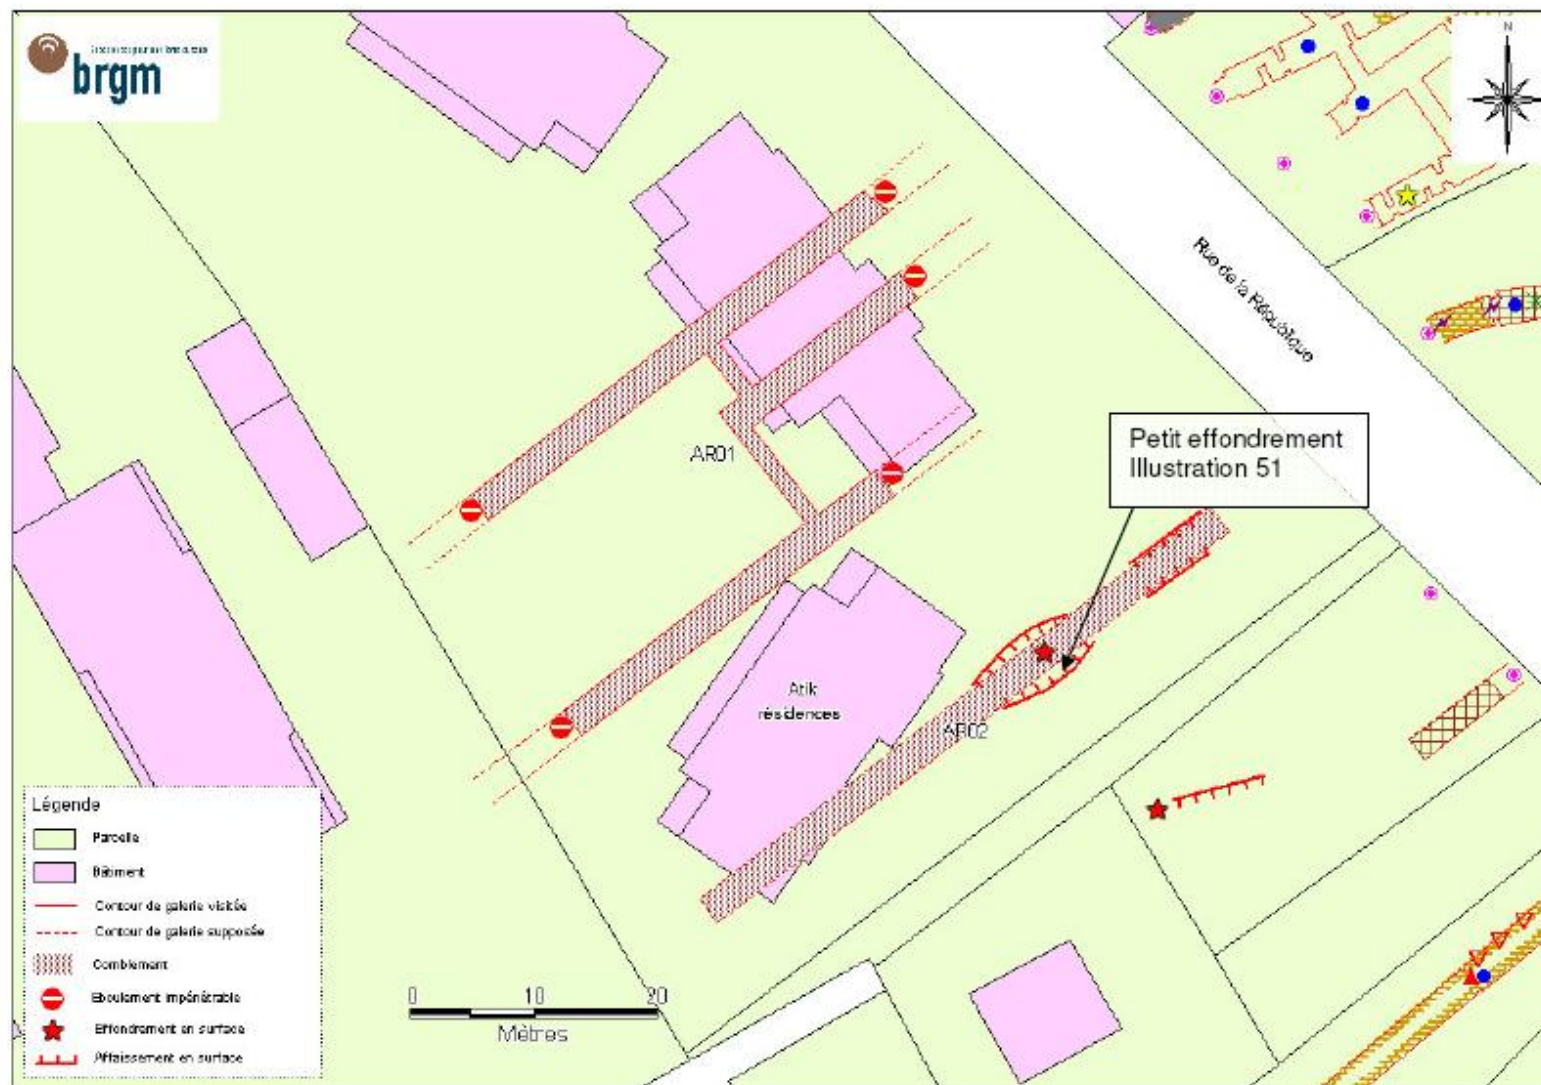 brgm
N
Rue de la République
Petit effondrement
Illustration 51
AR01
Atik
résidences
AR02
Légende
Parcelle
Bâtiment
Contour de galerie visitée
Contour de galerie supposée
Comblement
Eboulement impénétrable
Effondrement en surface
Affaissement en surface
0 10 20
Mètres